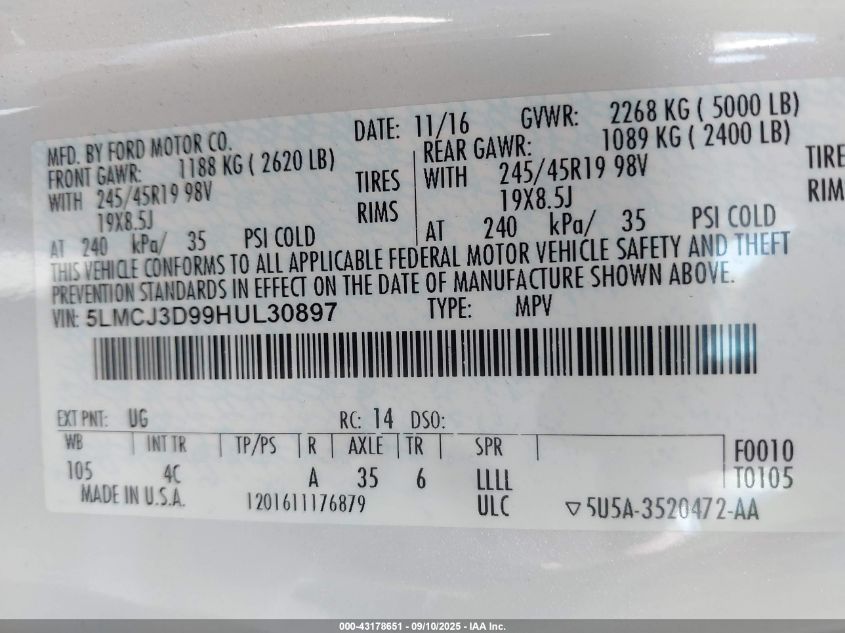 MFD. BY FORD MOTOR CO. DATE: 11/16 GVWR: 2268 KG ( 5000 LB)
FRONT GAWR: 1188 KG ( 2620 LB) REAR GAWR: 1089 KG ( 2400 LB)
WITH 245/45R19 98V TIRES WITH 245/45R19 98V TIRE
19X8.5J RIMS 19X8.5J RIM
AT 240 kPa/ 35 PSI COLD AT 240 kPa/ 35 PSI COLD
THIS VEHICLE CONFORMS TO ALL APPLICABLE FEDERAL MOTOR VEHICLE SAFETY AND THEFT
PREVENTION STANDARDS IN EFFECT ON THE DATE OF MANUFACTURE SHOWN ABOVE.
VIN: 5LMCJ3D99HUL30897 TYPE: MPV
EXT PNT: UG RC: 14 DSO:
WB INT TR TP/PS R AXLE TR SPR F0010
105 4C A 35 6 LLLL T0105
MADE IN U.S.A. 1201611176879 ULC ▽5U5A-3520472-AA
000-43178651 - 09/10/2025 - IAA Inc.